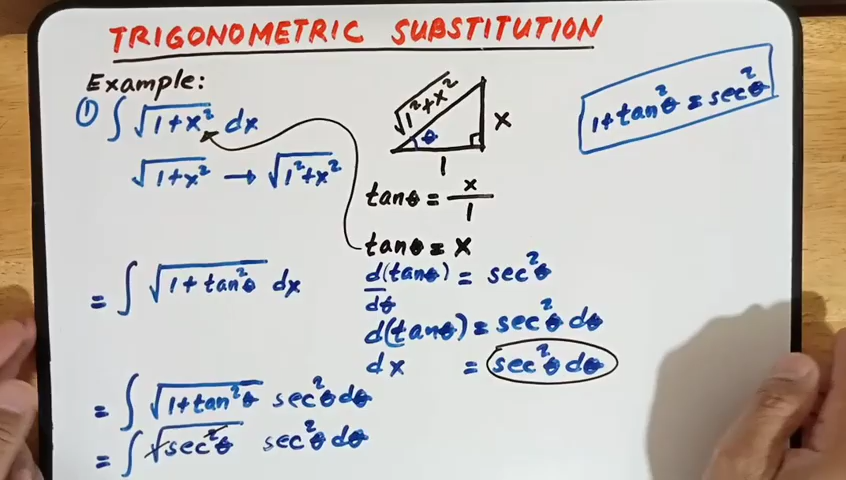 TRIGONOMETRIC SUBSTITUTION
Example:
① ∫ √(1+x²) dx
√(1+x²) → √(1²+x²)
√(1²+x²)
θ
x
1
1+tan²θ = sec²θ
tanθ = x/1
tanθ = x
= ∫ √(1+tan²θ) dx
d(tanθ)/dθ = sec²θ
d(tanθ) = sec²θ dθ
dx = sec²θ dθ
= ∫ √(1+tan²θ) sec²θ dθ
= ∫ √(sec²θ) sec²θ dθ